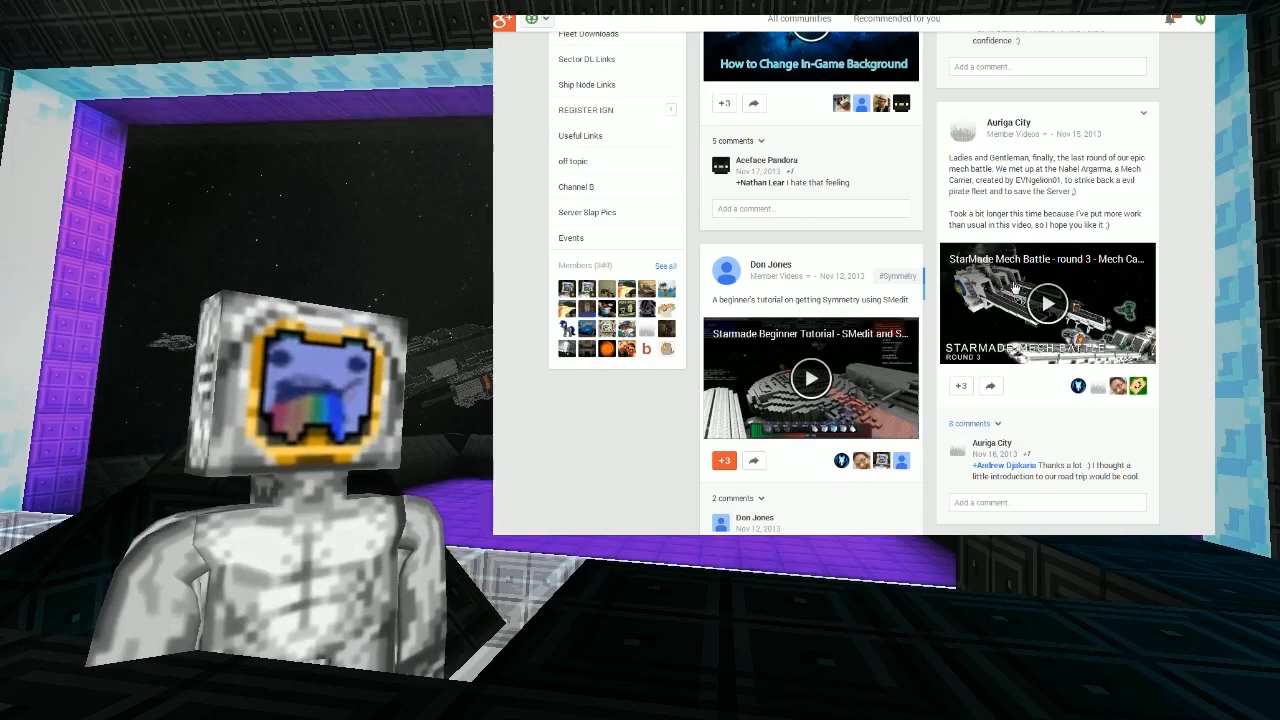 g+
All communities
Recommended for you
Fleet Downloads
Sector DL Links
Ship Node Links
REGISTER IGN 1
Useful Links
off topic
Channel B
Server Slap Pics
Events
Members (349) See all
b
How to Change In-Game Background
+3
5 comments
Aceface Pandora
Nov 17, 2013 +1
+Nathan Lear I hate that feeling
Add a comment...
Don Jones
Member Videos - Nov 12, 2013 #Symmetry
A beginner's tutorial on getting Symmetry using SMedit
Starmade Beginner Tutorial - SMedit and S...
+3
2 comments
Don Jones
Nov 12, 2013
confidence. :)
Add a comment...
Auriga City
Member Videos - Nov 15, 2013
Ladies and Gentleman, finally, the last round of our epic
mech battle. We met up at the Nahel Argarma, a Mech
Carrier, created by EVNgelion01, to strike back a evil
pirate fleet and to save the Server ;)
Took a bit longer this time because I've put more work
than usual in this video, so I hope you like it ;)
StarMade Mech Battle - round 3 - Mech Ca...
STARMADE MECH BATTLE
ROUND 3
+3
8 comments
Auriga City
Nov 16, 2013 +1
+Andrew Djakaria Thanks a lot :) I thought a
little introduction to our road trip would be cool.
Add a comment...